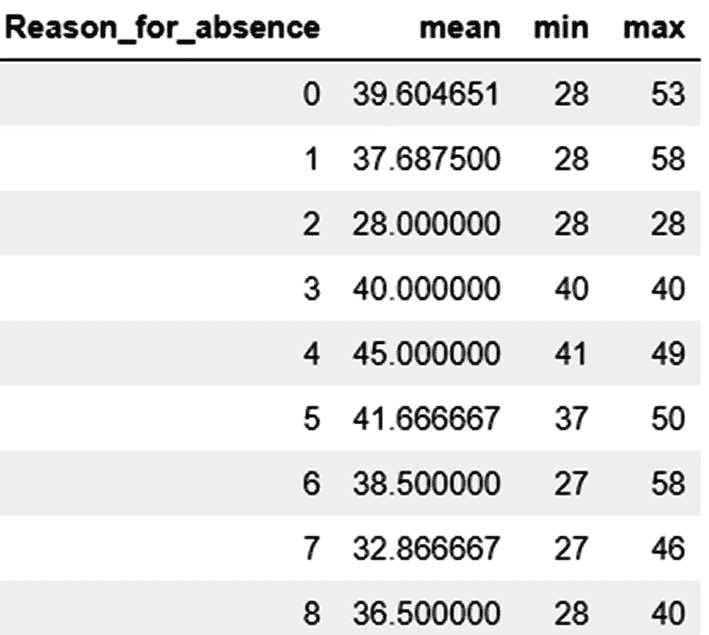 Reason_for_absence mean min max
0 39.604651 28 53
1 37.687500 28 58
2 28.000000 28 28
3 40.000000 40 40
4 45.000000 41 49
5 41.666667 37 50
6 38.500000 27 58
7 32.866667 27 46
8 36.500000 28 40